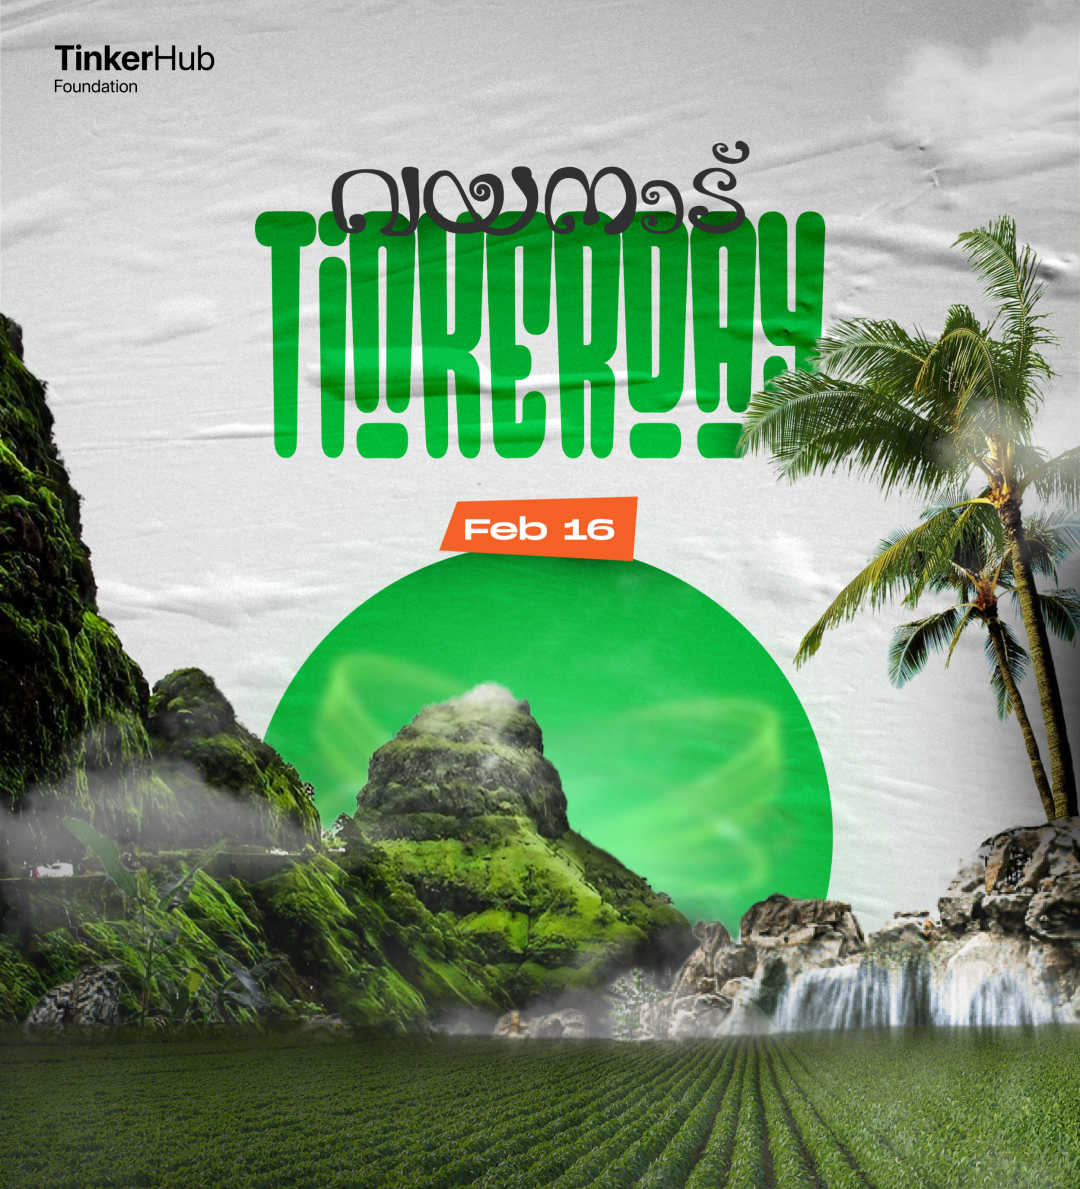 TinkerHub
Foundation
വയനാട്
TiNKERDAY
Feb 16